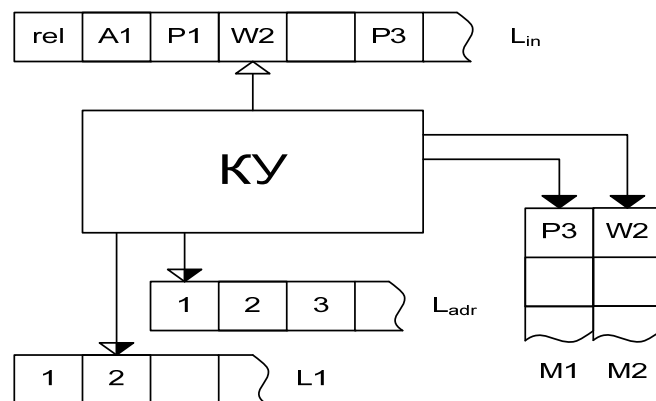 rel A1 P1 W2 P3 Lin
КУ
P3 W2
1 2 3 Ladr
M1 M2
1 2 L1